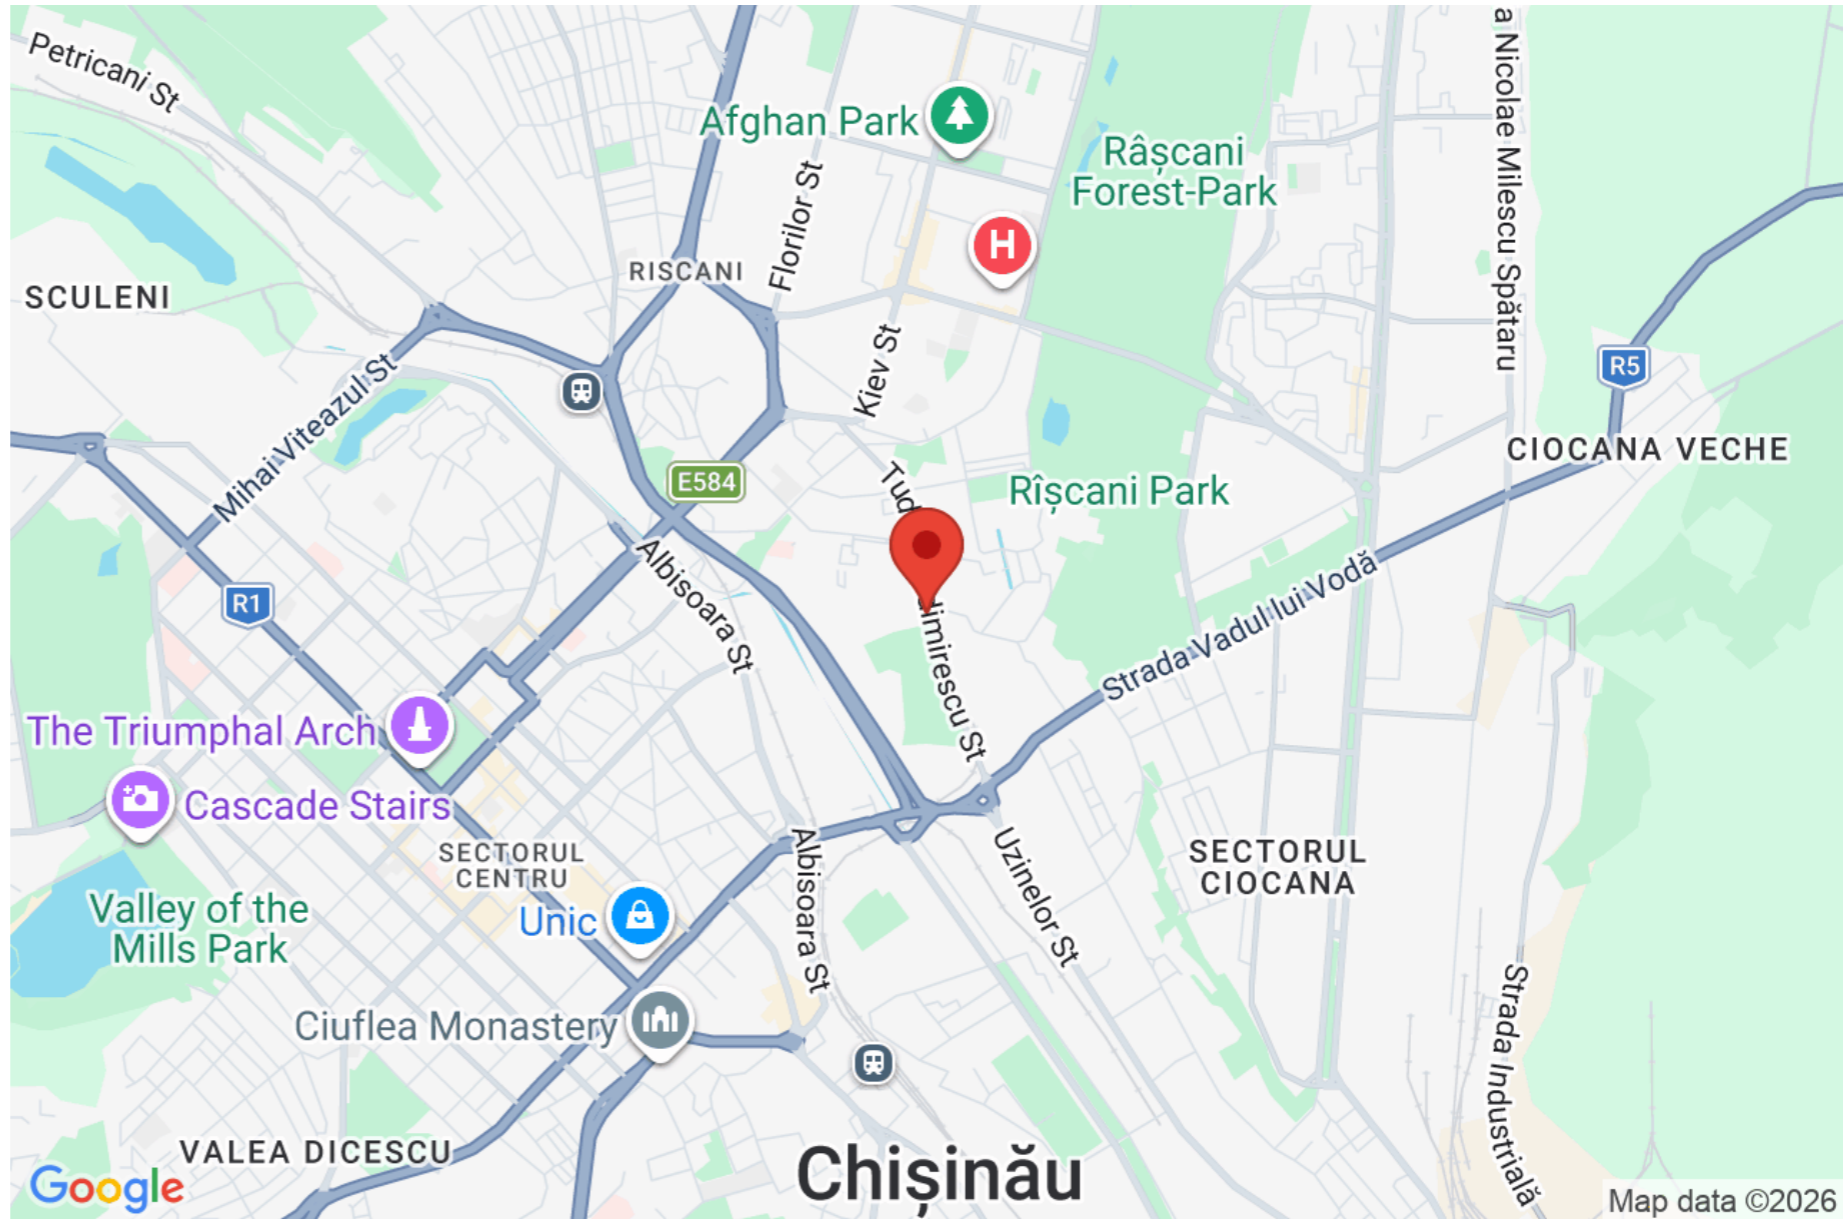 Petricani St
a Nicolae Milescu Spătaru
Afghan Park
Râșcani
Forest-Park
Florilor St
H
RISCANI
SCULENI
Kiev St
Mihai Viteazul St
R5
CIOCANA VECHE
E584
Tud
Rîșcani Park
Albisoara St
dimirescu St
Strada Vadul lui Vodă
R1
The Triumphal Arch
Cascade Stairs
SECTORUL
CENTRU
Albisoara St
Uzinelor St
SECTORUL
CIOCANA
Valley of the
Mills Park
Unic
Ciuflea Monastery
Strada Industrială
VALEA DICESCU
Chișinău
Google
Map data ©2026